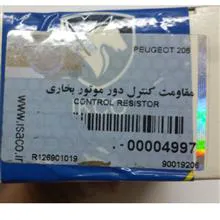 PEUGEOT 206
مقاومت کنترل دور موتور بخاری
CONTROL RESISTOR
00004997
R126901019
90019206
www.isaco.ir